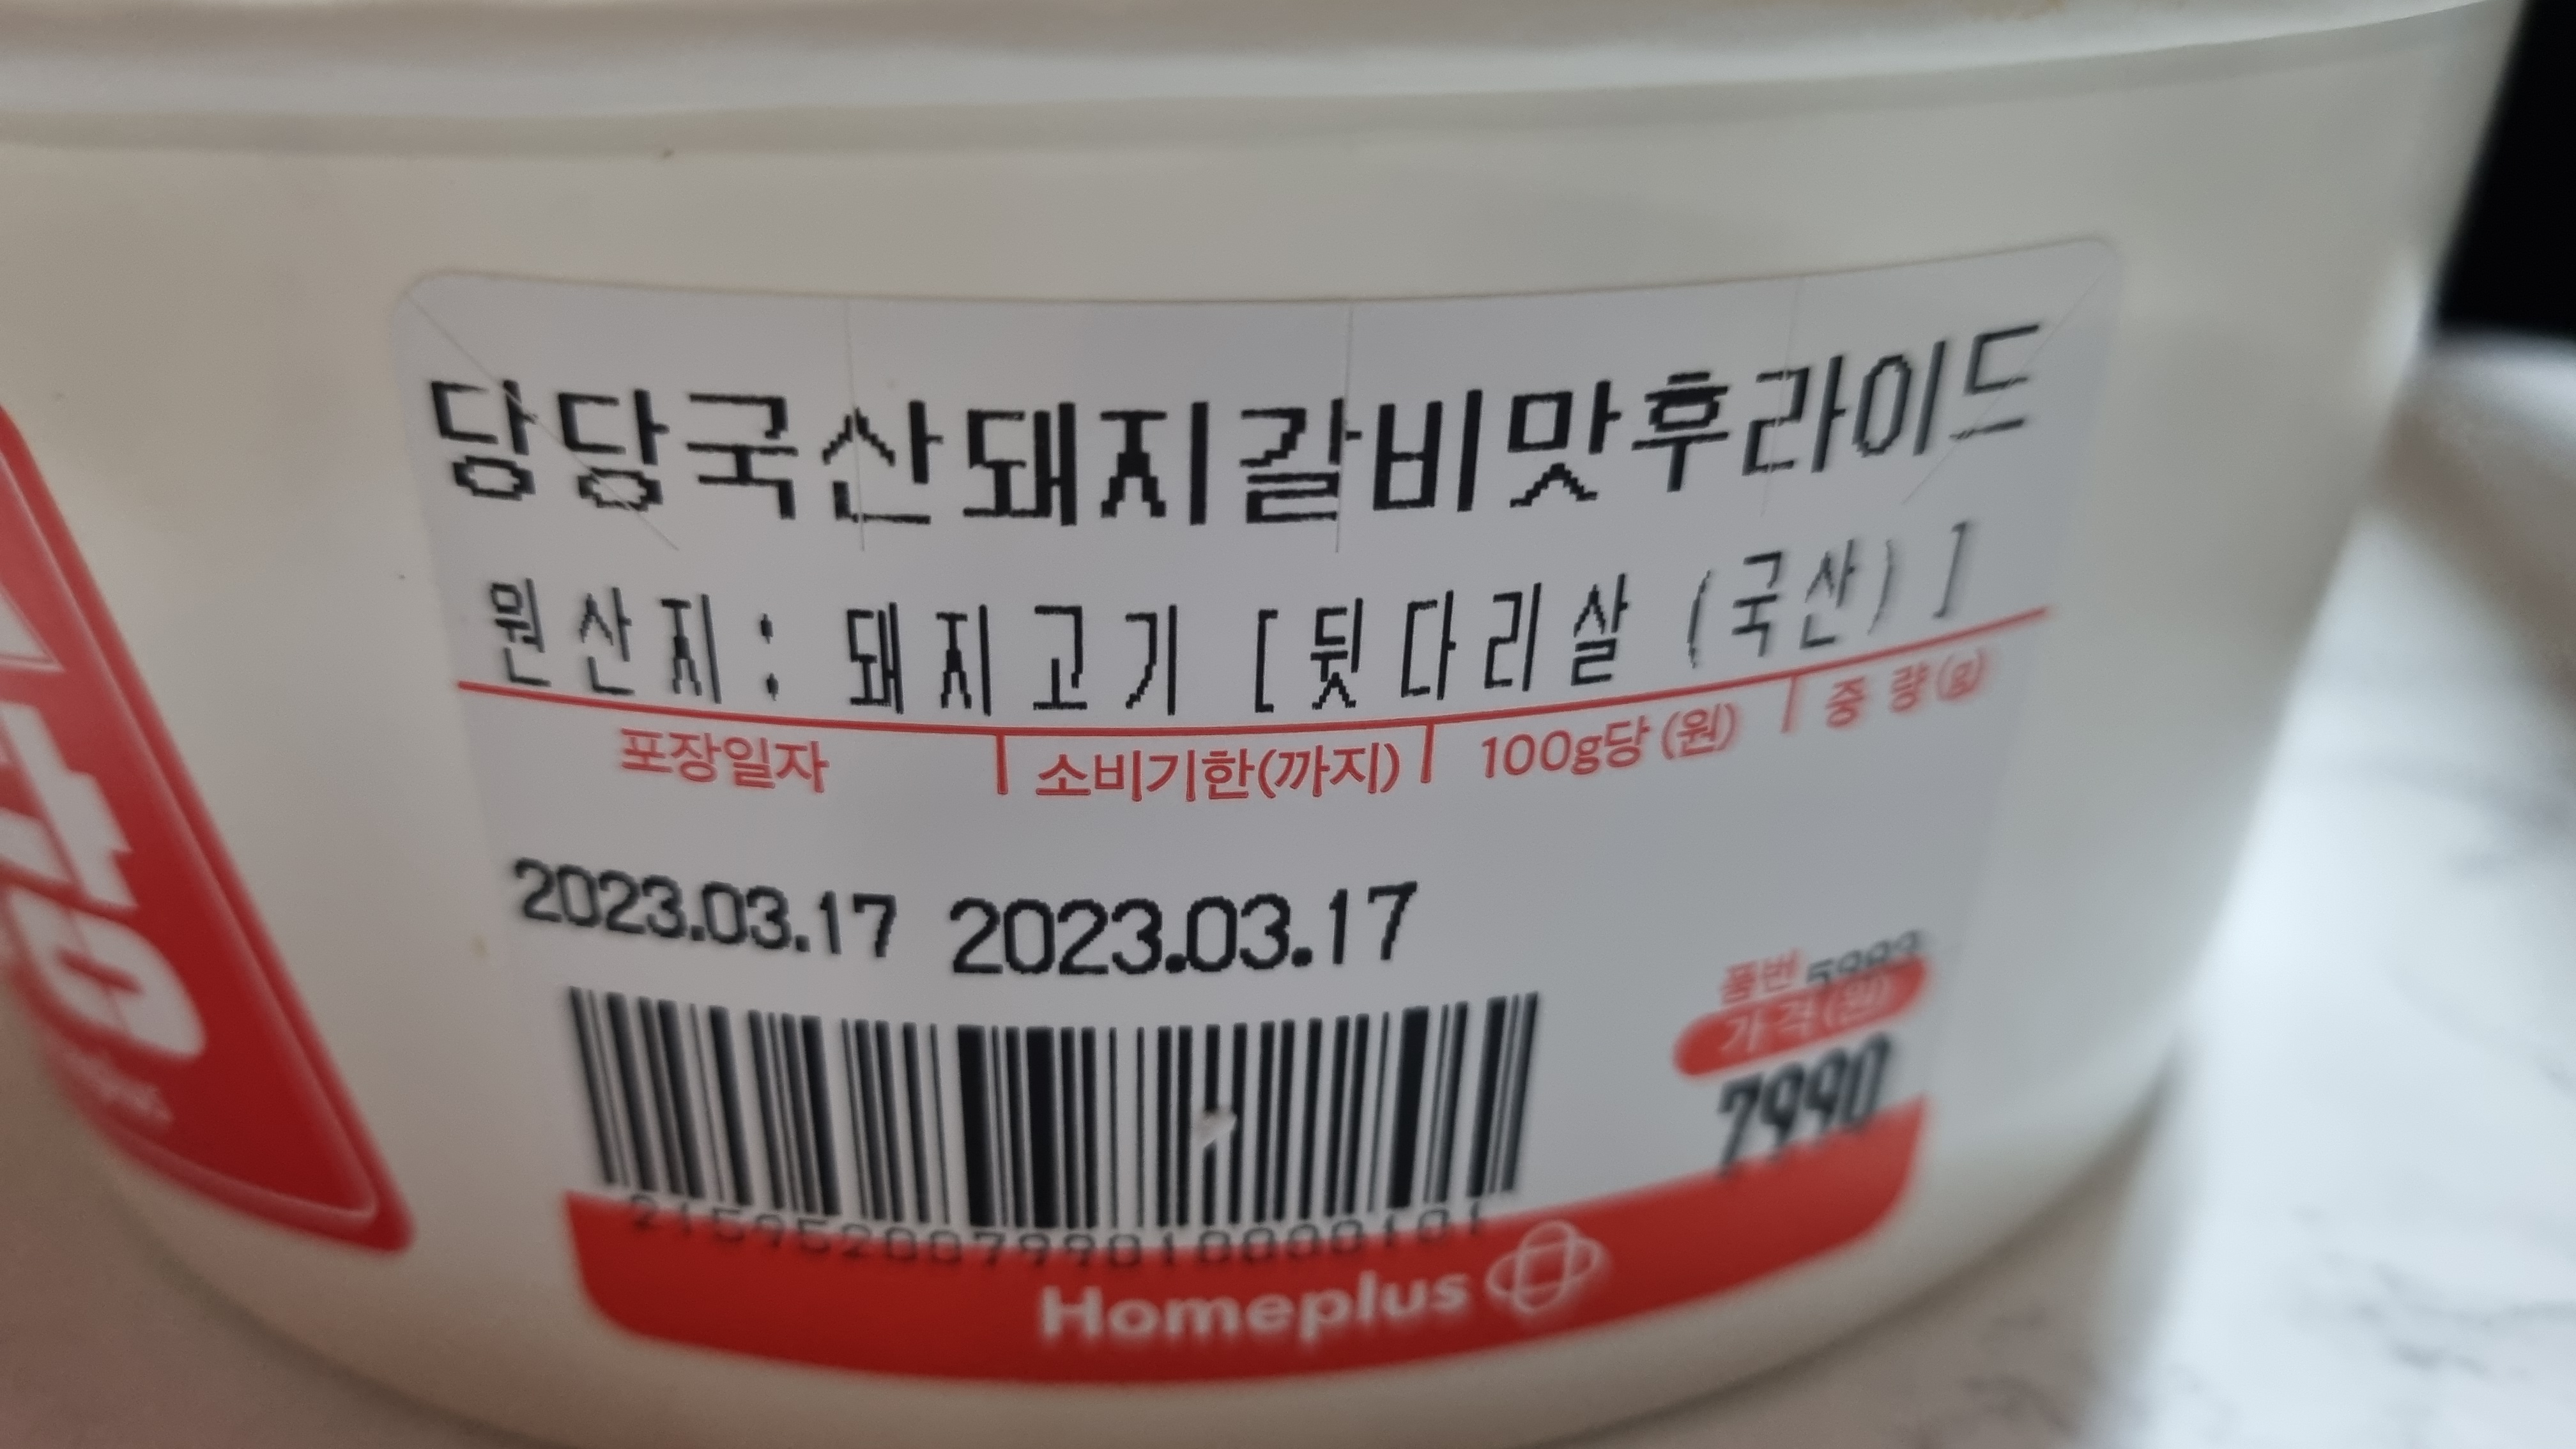 당당국산돼지갈비맛후라이드
원산지: 돼지고기 [뒷다리살 (국산)]
포장일자 소비기한(까지) 100g당 (원) 중 량(g)
2023.03.17 2023.03.17
품번
가격(원)
7990
Homeplus